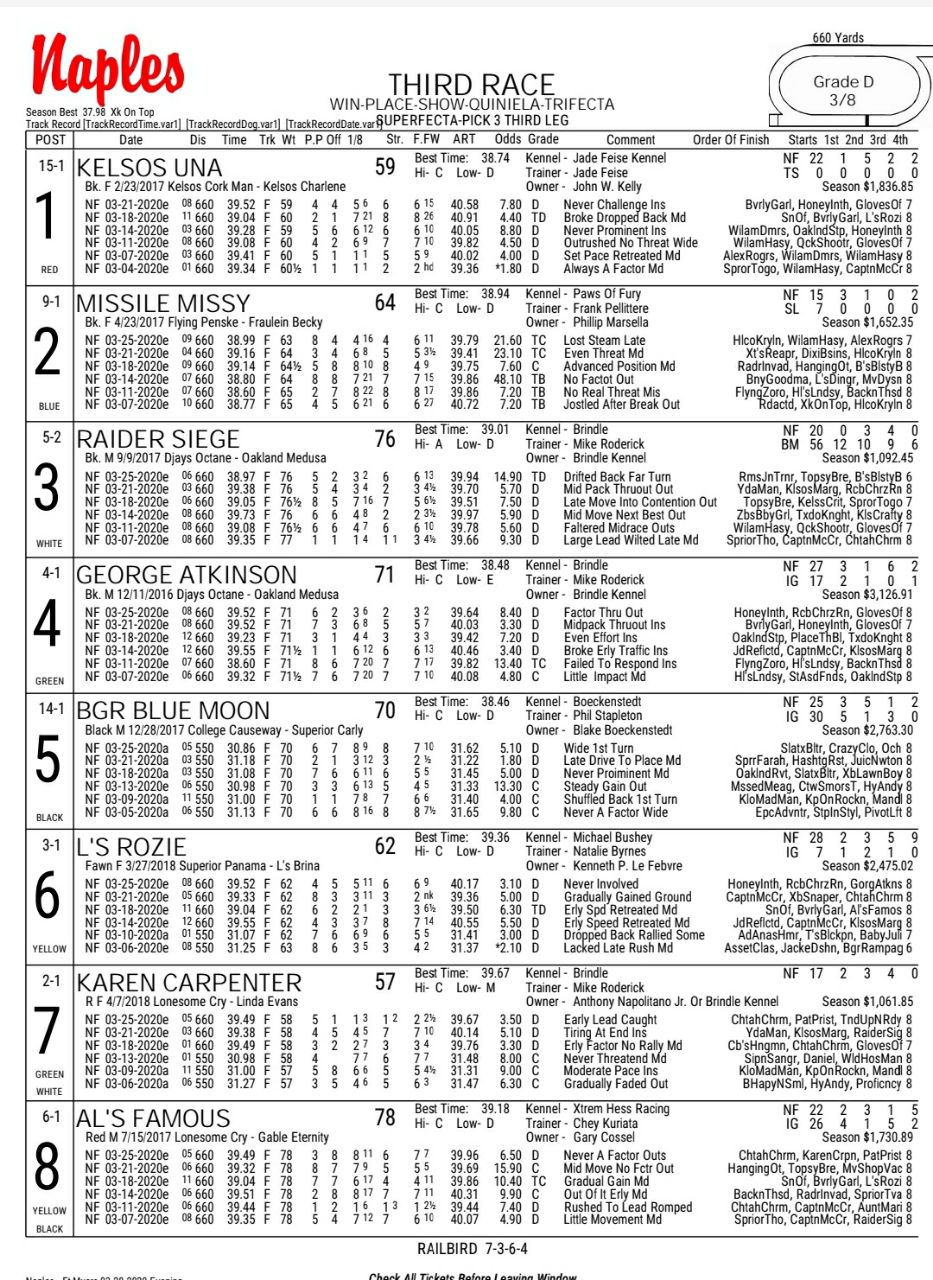 660 Yards
Naples
THIRD RACE
Grade D
3/8
WIN-PLACE-SHOW-QUINIELA-TRIFECTA
Season Best 37.98 Xk On Top
SUPERFECTA-PICK 3 THIRD LEG
Track Record [TrackRecordTime.var1] [TrackRecordDog.var1] [TrackRecordDate.var1]
POST Date Dis Time Trk Wt P.P Off 1/8 Str. F.FW ART Odds Grade Comment Order Of Finish Starts 1st 2nd 3rd 4th
15-1 KELSOS UNA 59 Best Time: 38.74 Kennel - Jade Feise Kennel NF 22 1 5 2 2
Hi- C Low- D Trainer - Jade Feise TS 0 0 0 0 0
Bk. F 2/23/2017 Kelsos Cork Man - Kelsos Charlene Owner - John W. Kelly Season $1,836.85
1
RED
NF 03-21-2020e 08 660 39.52 F 59 4 4 5 6 6 6 15 40.58 7.80 D Never Challenge Ins BvrlyGarl, HoneyInth, GlovesOf 7
NF 03-18-2020e 11 660 39.04 F 60 2 1 7 21 8 8 26 40.91 4.40 TD Broke Dropped Back Md SnOf, BvrlyGarl, L'sRozi 8
NF 03-14-2020e 03 660 39.28 F 59 5 6 6 12 6 6 10 40.05 8.80 D Never Prominent Ins WilamDmrs, OaklndStp, HoneyInth 8
NF 03-11-2020e 08 660 39.08 F 60 4 2 6 9 7 7 10 39.82 4.50 D Outrushed No Threat Wide WilamHasy, QckShootr, GlovesOf 7
NF 03-07-2020e 03 660 39.41 F 60 5 1 1 1 5 5 9 40.02 4.00 D Set Pace Retreated Md AlexRogrs, WilamDmrs, WilamHasy 8
NF 03-04-2020e 01 660 39.34 F 60½ 1 1 1 1 2 2 hd 39.36 *1.80 D Always A Factor Md SprorTogo, WilamHasy, CaptnMcCr 8
9-1 MISSILE MISSY 64 Best Time: 38.94 Kennel - Paws Of Fury NF 15 3 1 0 2
Hi- C Low- D Trainer - Frank Pellittere SL 7 0 0 0 0
Bk. F 4/23/2017 Flying Penske - Fraulein Becky Owner - Phillip Marsella Season $1,652.35
2
BLUE
NF 03-25-2020e 09 660 38.99 F 63 8 4 4 16 4 6 11 39.79 21.60 TC Lost Steam Late HlcoKryln, WilamHasy, AlexRogrs 7
NF 03-21-2020e 04 660 39.16 F 64 3 4 6 8 5 5 3½ 39.41 23.10 TC Even Threat Md Xt'sReapr, DixiBsins, HlcoKryln 8
NF 03-18-2020e 09 660 39.14 F 64½ 5 8 8 10 8 4 9 39.75 7.60 C Advanced Position Md RadrInvad, HangingOt, B'sBlstyB 8
NF 03-14-2020e 07 660 38.80 F 64 8 8 7 21 7 7 15 39.86 48.10 TB No Factot Out BnyGoodma, L'sDingr, MvDysn 8
NF 03-11-2020e 07 660 38.60 F 65 2 7 8 22 8 8 17 39.86 7.20 TB No Real Threat Mis FlyngZoro, Hl'sLndsy, BacknThsd 8
NF 03-07-2020e 10 660 38.77 F 65 4 5 6 21 6 6 27 40.72 7.20 TB Jostled After Break Out Rdactd, XkOnTop, HlcoKryln 8
5-2 RAIDER SIEGE 76 Best Time: 39.01 Kennel - Brindle NF 20 0 3 4 0
Hi- A Low- D Trainer - Mike Roderick BM 56 12 10 9 6
Bk. M 9/9/2017 Djays Octane - Oakland Medusa Owner - Brindle Kennel Season $1,092.45
3
WHITE
NF 03-25-2020e 06 660 38.97 F 76 5 2 3 2 6 6 13 39.94 14.90 TD Drifted Back Far Turn RmsJnTrnr, TopsyBre, B'sBlstyB 6
NF 03-21-2020e 03 660 39.38 F 76 5 4 3 4 2 3 4½ 39.70 5.70 D Mid Pack Thruout Ins YdaMan, KlsosMarg, RcbChrzRn 8
NF 03-18-2020e 06 660 39.05 F 76½ 8 5 7 16 7 5 6½ 39.51 7.50 D Late Move Into Contention Out TopsyBre, KelssCrit, SprorTogo 7
NF 03-14-2020e 08 660 39.73 F 76 6 6 4 8 2 2 3½ 39.97 5.90 D Mid Move Next Best Out ZbsBbyGrl, TxdoKnght, KlsCrafty 8
NF 03-11-2020e 08 660 39.08 F 76½ 6 6 4 7 6 6 10 39.78 5.60 D Faltered Midrace Outs WilamHasy, QckShootr, GlovesOf 7
NF 03-07-2020e 08 660 39.35 F 77 1 1 1 4 1 1 3 4½ 39.66 9.30 D Large Lead Wilted Late Md SpriorTho, CaptnMcCr, ChtahChrm 8
4-1 GEORGE ATKINSON 71 Best Time: 38.48 Kennel - Brindle NF 27 3 1 6 2
Hi- C Low- E Trainer - Mike Roderick IG 17 2 1 0 1
Bk. M 12/11/2016 Djays Octane - Oakland Medusa Owner - Brindle Kennel Season $3,126.91
4
GREEN
NF 03-25-2020e 08 660 39.52 F 71 6 2 3 6 2 3 2 39.64 8.40 D Factor Thru Out HoneyInth, RcbChrzRn, GlovesOf 8
NF 03-21-2020e 08 660 39.52 F 71 7 3 6 8 5 5 7 40.03 3.30 D Midpack Thruout Ins BvrlyGarl, HoneyInth, GlovesOf 7
NF 03-18-2020e 12 660 39.23 F 71 3 1 4 4 3 3 3 39.42 7.20 D Even Effort Ins OaklndStp, PlaceThBl, TxdoKnght 8
NF 03-14-2020e 12 660 39.55 F 71½ 1 1 6 12 6 6 13 40.46 3.40 D Broke Erly Traffic Ins JdReflctd, CaptnMcCr, KlosMarg 8
NF 03-11-2020e 07 660 38.60 F 71 8 6 7 20 7 7 17 39.82 13.40 TC Failed To Respond Ins FlyngZoro, Hl'sLndsy, BacknThsd 8
NF 03-07-2020e 06 660 39.32 F 71½ 7 6 7 20 7 7 10 40.08 4.80 C Little Impact Md Hl'sLndsy, StAsdFnds, OaklndStp 8
14-1 BGR BLUE MOON 70 Best Time: 38.46 Kennel - Boeckenstedt NF 25 3 5 1 2
Hi- C Low- D Trainer - Phil Stapleton IG 30 5 1 3 0
Black M 12/28/2017 College Causeway - Superior Carly Owner - Blake Boeckenstedt Season $2,763.30
5
BLACK
NF 03-25-2020a 05 550 30.86 F 70 6 7 8 9 8 7 10 31.62 5.10 D Wide 1st Turn SlatxBltr, CrazyClo, Och 8
NF 03-21-2020a 03 550 31.18 F 70 2 1 3 12 3 2 ½ 31.22 1.80 D Late Drive To Place Md SprrFarah, HashtgRst, JuicNwton 8
NF 03-18-2020a 03 550 31.08 F 70 7 6 6 11 6 5 5 31.45 5.00 D Never Prominent Md OaklndRvt, SlatxBltr, XbLawnBoy 8
NF 03-13-2020e 06 550 30.98 F 70 3 3 6 13 5 4 5 31.33 13.30 C Steady Gain Out MssedMeag, CtwSmorsT, HyAndy 8
NF 03-09-2020a 11 550 31.00 F 70 1 1 7 8 7 6 6 31.40 4.00 C Shuffled Back 1st Turn KloMadMan, KpOnRockn, Mandl 8
NF 03-05-2020a 06 550 31.13 F 70 6 6 8 16 8 8 7½ 31.65 9.80 C Never A Factor Wide EpcAdvntr, StpInStyl, PivotLft 8
3-1 L'S ROZIE 62 Best Time: 39.36 Kennel - Michael Bushey NF 28 2 3 5 9
Hi- C Low- D Trainer - Natalie Byrnes IG 7 1 2 1 0
Fawn F 3/27/2018 Superior Panama - L's Brina Owner - Kenneth P. Le Febvre Season $2,475.02
6
YELLOW
NF 03-25-2020e 08 660 39.52 F 62 4 5 5 11 6 6 9 40.17 3.10 D Never Involved HoneyInth, RcbChrzRn, GorgAtkns 8
NF 03-21-2020e 05 660 39.33 F 62 8 3 3 11 3 2 nk 39.36 5.00 D Gradually Gained Ground CaptnMcCr, XbSnaper, ChtahChrm 8
NF 03-18-2020e 11 660 39.04 F 62 6 2 2 1 3 3 6½ 39.50 6.30 TD Erly Spd Retreated Md SnOf, BvrlyGarl, Al'sFamos 8
NF 03-14-2020e 12 660 39.55 F 62 4 3 3 7 8 7 14 40.55 5.50 D Erly Speed Retreated Md JdReflctd, CaptnMcCr, KlosMarg 8
NF 03-10-2020a 01 550 31.07 F 62 7 6 6 9 6 5 5 31.41 3.00 D Dropped Back Rallied Some AdAnasHmr, T'sBlckpn, BabyJuli 7
NF 03-06-2020e 08 550 31.25 F 63 8 6 3 5 3 4 2 31.37 *2.10 D Lacked Late Rush Md AssetClas, JackeDshn, BgrRampag 6
2-1 KAREN CARPENTER 57 Best Time: 39.67 Kennel - Brindle NF 17 2 3 4 0
Hi- C Low- M Trainer - Mike Roderick
R F 4/7/2018 Lonesome Cry - Linda Evans Owner - Anthony Napolitano Jr. Or Brindle Kennel Season $1,061.85
7
GREEN
WHITE
NF 03-25-2020e 05 660 39.49 F 58 5 1 1 3 1 2 2 2½ 39.67 3.50 D Early Lead Caught ChtahChrm, PatPrist, TndUpNRdy 8
NF 03-21-2020e 03 660 39.38 F 58 4 5 4 5 7 7 10 40.14 5.10 D Tiring At End Ins YdaMan, KlsosMarg, RaiderSig 8
NF 03-18-2020e 01 660 39.49 F 58 3 2 2 7 3 3 4 39.76 3.30 D Erly Factor No Rally Md Cb'sHngmn, ChtahChrm, GlovesOf 7
NF 03-13-2020e 01 550 30.98 F 58 4 7 7 6 7 7 31.48 8.00 C Never Threatend Md SipnSangr, Daniel, WldHosMan 8
NF 03-09-2020a 11 550 31.00 F 57 5 8 6 6 5 5 4½ 31.31 9.00 C Moderate Pace Ins KloMadMan, KpOnRockn, Mandl 8
NF 03-06-2020a 06 550 31.27 F 57 3 5 4 6 5 6 3 31.47 6.30 C Gradually Faded Out BHapyNSml, HyAndy, Proficncy 8
6-1 AL'S FAMOUS 78 Best Time: 39.18 Kennel - Xtrem Hess Racing NF 22 2 3 1 5
Hi- C Low- D Trainer - Chey Kuriata IG 26 4 1 5 2
Red M 7/15/2017 Lonesome Cry - Gable Eternity Owner - Gary Cossel Season $1,730.89
8
YELLOW
BLACK
NF 03-25-2020e 05 660 39.49 F 78 3 8 8 11 6 7 7 39.96 6.50 D Never A Factor Outs ChtahChrm, KarenCrpn, PatPrist 8
NF 03-21-2020e 06 660 39.32 F 78 8 7 7 9 5 5 5 39.69 15.90 C Mid Move No Fctr Out HangingOt, TopsyBre, MvShopVac 8
NF 03-18-2020e 11 660 39.04 F 78 7 7 6 17 4 4 11 39.86 10.40 TC Gradual Gain Md SnOf, BvrlyGarl, L'sRozi 8
NF 03-14-2020e 06 660 39.51 F 78 2 8 8 17 7 7 11 40.31 9.90 C Out Of It Erly Md BacknThsd, RadrInvad, SpriorTva 8
NF 03-11-2020e 06 660 39.44 F 78 1 2 1 6 1 3 1 2½ 39.44 7.40 D Rushed To Lead Romped ChtahChrm, CaptnMcCr, AuntMari 8
NF 03-07-2020e 08 660 39.35 F 78 5 4 7 12 7 6 10 40.07 4.90 D Little Movement Md SpriorTho, CaptnMcCr, RaiderSig 8
RAILBIRD 7-3-6-4
Check All Tickets Before Leaving Window